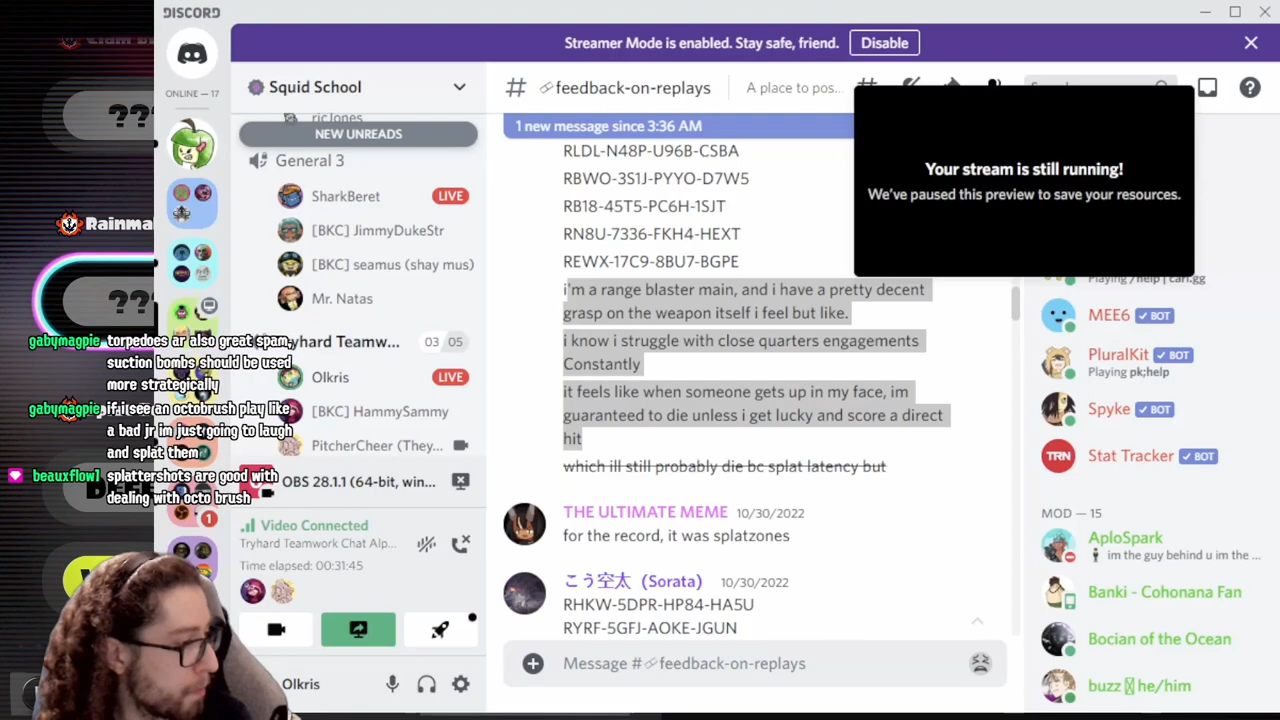 DISCORD
Streamer Mode is enabled. Stay safe, friend.
Disable
ONLINE — 17
Squid School
ricJones
NEW UNREADS
General 3
SharkBeret
LIVE
[BKC] JimmyDukeStr
[BKC] seamus (shay mus)
Mr. Natas
03 05
Olkris
LIVE
[BKC] HammySammy
PitcherCheer (They...
OBS 28.1.1 (64-bit, win...
Video Connected
Tryhard Teamwork Chat Alp...
Time elapsed: 00:31:45
Olkris
1
???
Rainma
???
gabymagpie torpedoes ar also great spam,
suction bombs should be used
more strategically
gabymagpie if i see an octobrush play like
a bad jr im just going to laugh
and splat them
beauxflow1 splattershots are good with
dealing with octo brush
# feedback-on-replays
A place to pos...
1 new message since 3:36 AM
RLDL-N48P-U96B-CSBA
RBWO-3S1J-PYYO-D7W5
RB18-45T5-PC6H-1SJT
RN8U-7336-FKH4-HEXT
REWX-17C9-8BU7-BGPE
i'm a range blaster main, and i have a pretty decent
grasp on the weapon itself i feel but like.
i know i struggle with close quarters engagements
Constantly
it feels like when someone gets up in my face, im
guaranteed to die unless i get lucky and score a direct
hit
which ill still probably die bc splat latency but
THE ULTIMATE MEME 10/30/2022
for the record, it was splatzones
こう空太 (Sorata) 10/30/2022
RHKW-5DPR-HP84-HA5U
RYRF-5GFJ-AOKE-JGUN
Message #feedback-on-replays
Your stream is still running!
We've paused this preview to save your resources.
Playing /help | carl.gg
MEE6 BOT
PluralKit BOT
Playing pk;help
Spyke BOT
TRN
Stat Tracker BOT
MOD — 15
AploSpark
im the guy behind u im the ...
Banki - Cohonana Fan
Bocian of the Ocean
buzz he/him